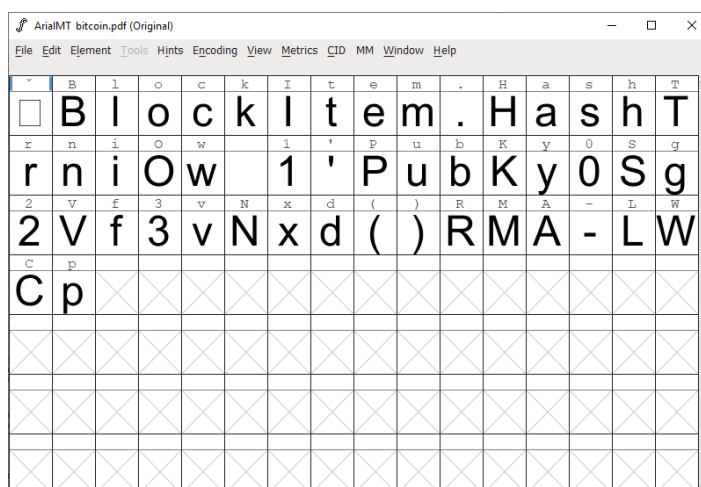 ArialMT bitcoin.pdf (Original)
File Edit Element Tools Hints Encoding View Metrics CID MM Window Help
ˇ B l o c k I t e m . H a s h T
B l o c k I t e m . H a s h T
r n i O w 1 ' P u b K y 0 S g
r n i O w 1 ' P u b K y 0 S g
2 V f 3 v N x d ( ) R M A - L W
2 V f 3 v N x d ( ) R M A - L W
C p
C p